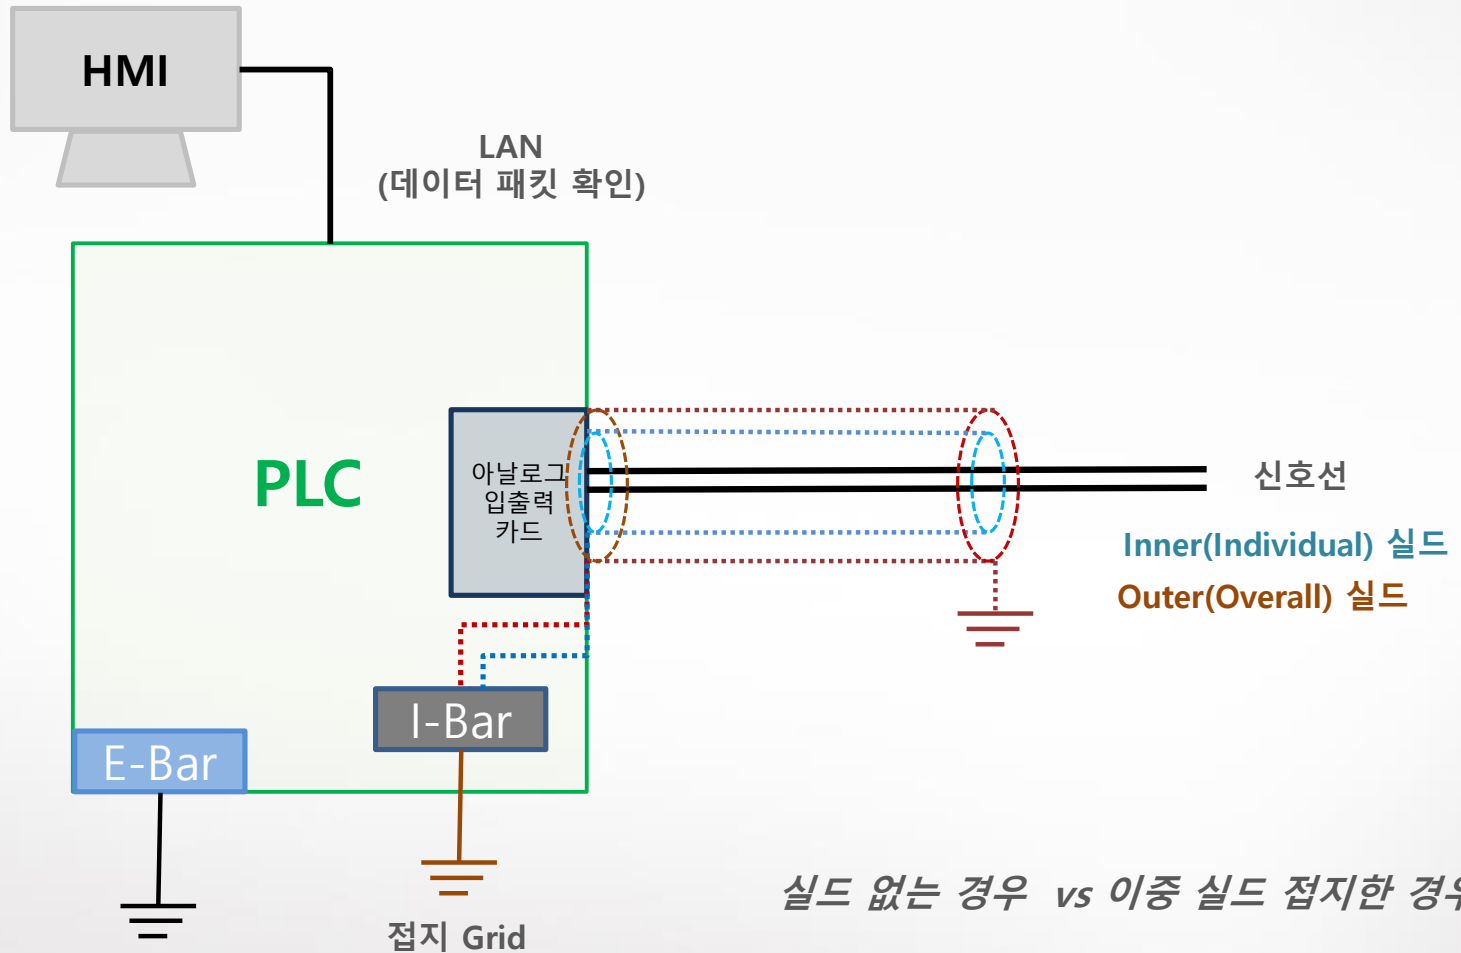 HMI
LAN
(데이터 패킷 확인)
PLC
아날로그
입출력
카드
신호선
Inner(Individual) 실드
Outer(Overall) 실드
I-Bar
E-Bar
실드 없는 경우 vs 이중 실드 접지한 경우
접지 Grid